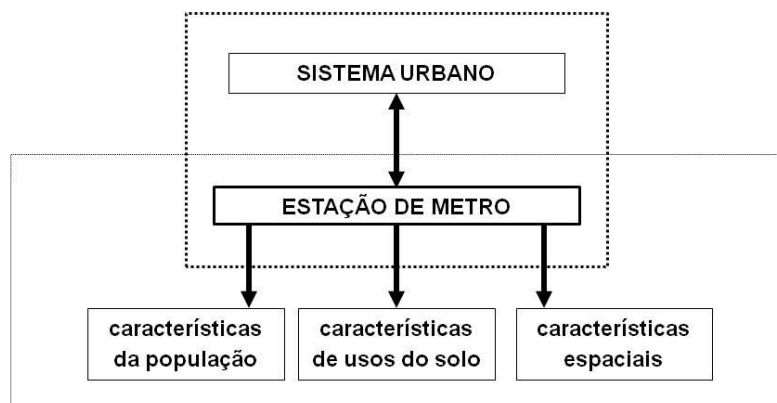 SISTEMA URBANO
ESTAÇÃO DE METRO
características
da população
características
de usos do solo
características
espaciais